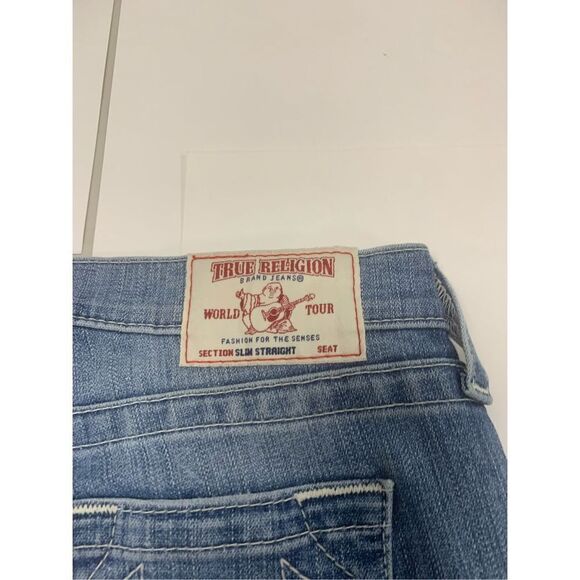 TRUE RELIGION
BRAND JEANS®
WORLD TOUR
FASHION FOR THE SENSES
SECTION SLIM STRAIGHT SEAT